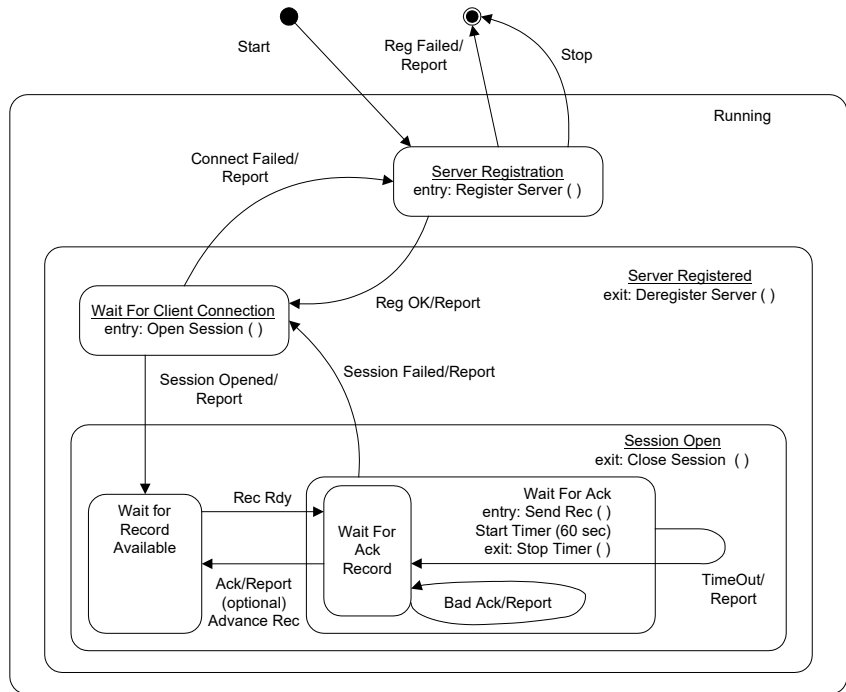 Start
Reg Failed/
Report
Stop
Running
Connect Failed/
Report
Server Registration
entry: Register Server ( )
Server Registered
exit: Deregister Server ( )
Wait For Client Connection
entry: Open Session ( )
Reg OK/Report
Session Opened/
Report
Session Failed/Report
Session Open
exit: Close Session ( )
Wait for
Record
Available
Rec Rdy
Wait For
Ack
Record
Wait For Ack
entry: Send Rec ( )
Start Timer (60 sec)
exit: Stop Timer ( )
Ack/Report
(optional)
Advance Rec
Bad Ack/Report
TimeOut/
Report